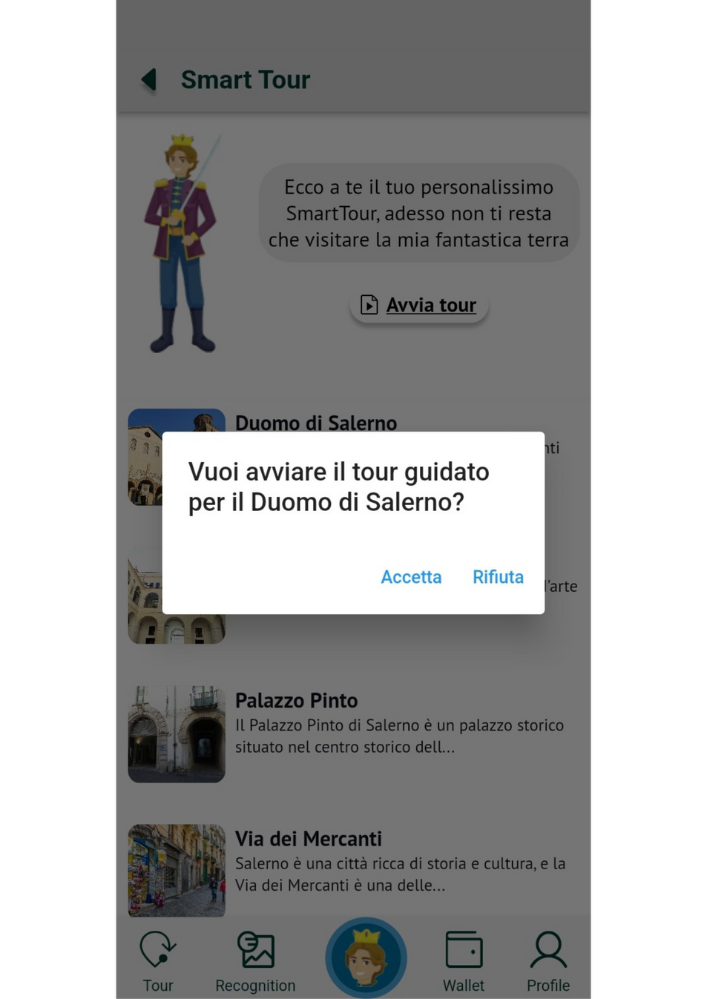 Smart Tour
Ecco a te il tuo personalissimo
SmartTour, adesso non ti resta
che visitare la mia fantastica terra
Avvia tour
Duomo di Salerno
Vuoi avviare il tour guidato
per il Duomo di Salerno?
Accetta Rifiuta
l'arte
Palazzo Pinto
Il Palazzo Pinto di Salerno è un palazzo storico
situato nel centro storico dell...
Via dei Mercanti
Salerno è una città ricca di storia e cultura, e la
Via dei Mercanti è una delle...
Tour Recognition Wallet Profile